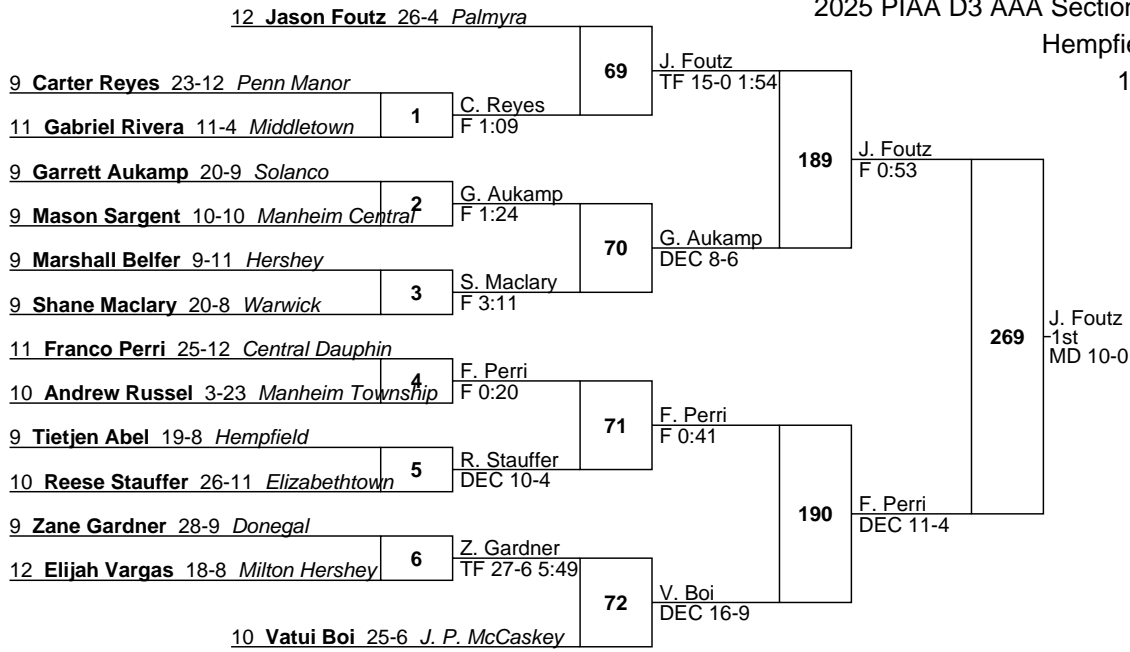 2025 PIAA D3 AAA Section
Hempfie
1
12 Jason Foutz 26-4 Palmyra
69
J. Foutz
TF 15-0 1:54
9 Carter Reyes 23-12 Penn Manor
1
C. Reyes
F 1:09
11 Gabriel Rivera 11-4 Middletown
189
J. Foutz
F 0:53
9 Garrett Aukamp 20-9 Solanco
2
G. Aukamp
F 1:24
9 Mason Sargent 10-10 Manheim Central
70
G. Aukamp
DEC 8-6
9 Marshall Belfer 9-11 Hershey
3
S. Maclary
F 3:11
9 Shane Maclary 20-8 Warwick
269
J. Foutz
1st
MD 10-0
11 Franco Perri 25-12 Central Dauphin
4
F. Perri
F 0:20
10 Andrew Russel 3-23 Manheim Township
71
F. Perri
F 0:41
9 Tietjen Abel 19-8 Hempfield
5
R. Stauffer
DEC 10-4
10 Reese Stauffer 26-11 Elizabethtown
190
F. Perri
DEC 11-4
9 Zane Gardner 28-9 Donegal
6
Z. Gardner
TF 27-6 5:49
12 Elijah Vargas 18-8 Milton Hershey
72
V. Boi
DEC 16-9
10 Vatui Boi 25-6 J. P. McCaskey